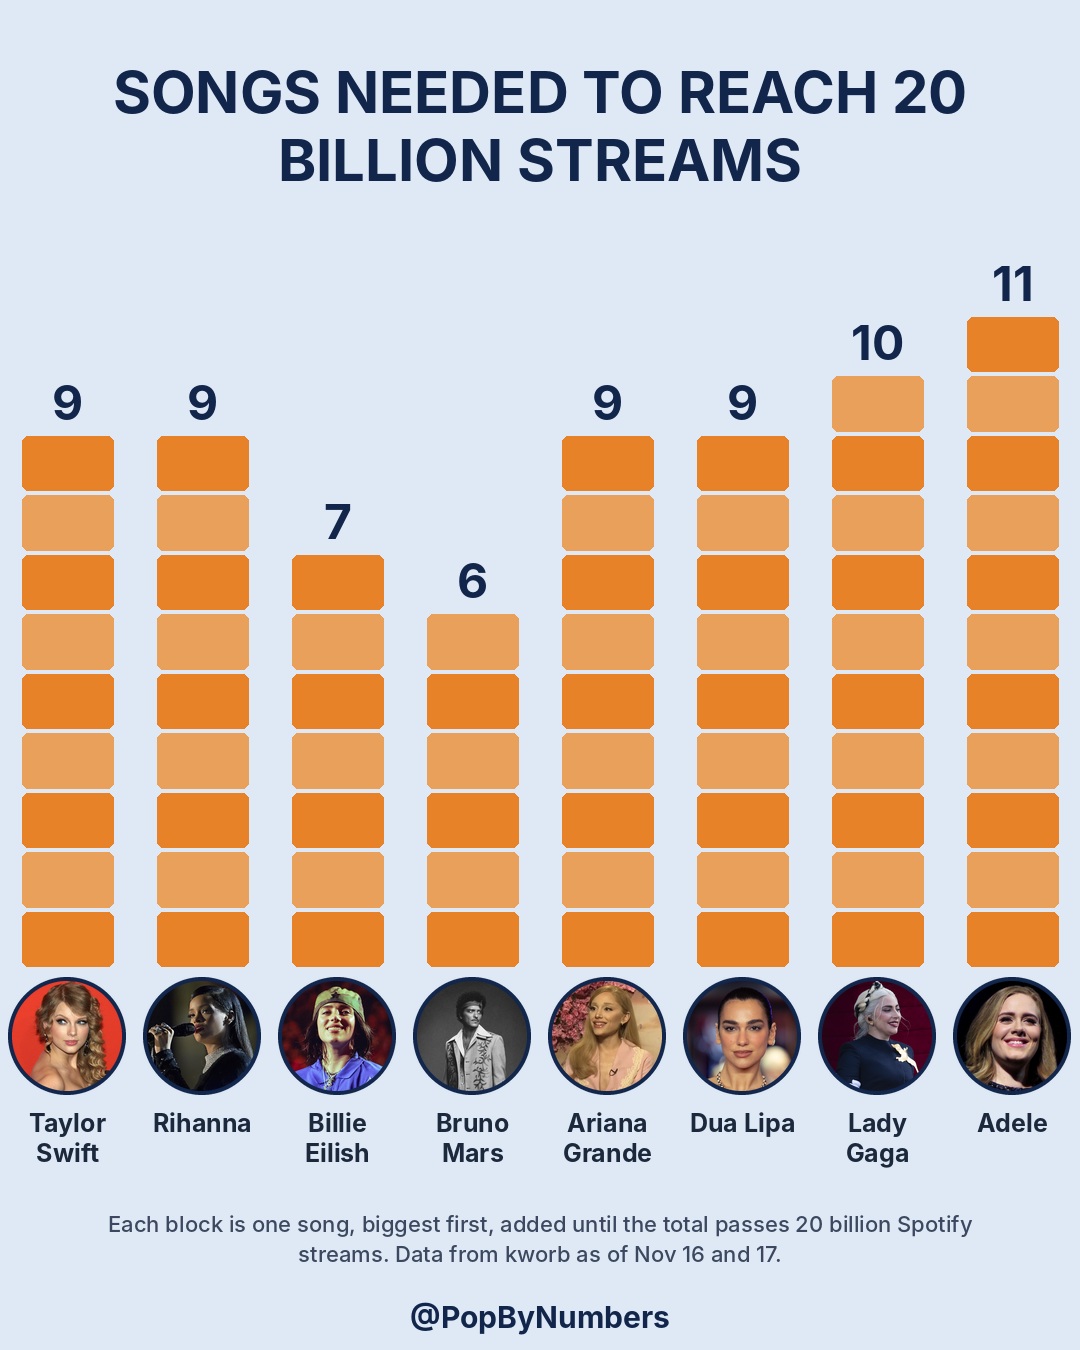 SONGS NEEDED TO REACH 20
BILLION STREAMS
11
10
9
9
9
9
7
6
Taylor
Swift
Rihanna
Billie
Eilish
Bruno
Mars
Ariana
Grande
Dua Lipa
Lady
Gaga
Adele
Each block is one song, biggest first, added until the total passes 20 billion Spotify
streams. Data from kworb as of Nov 16 and 17.
@PopByNumbers